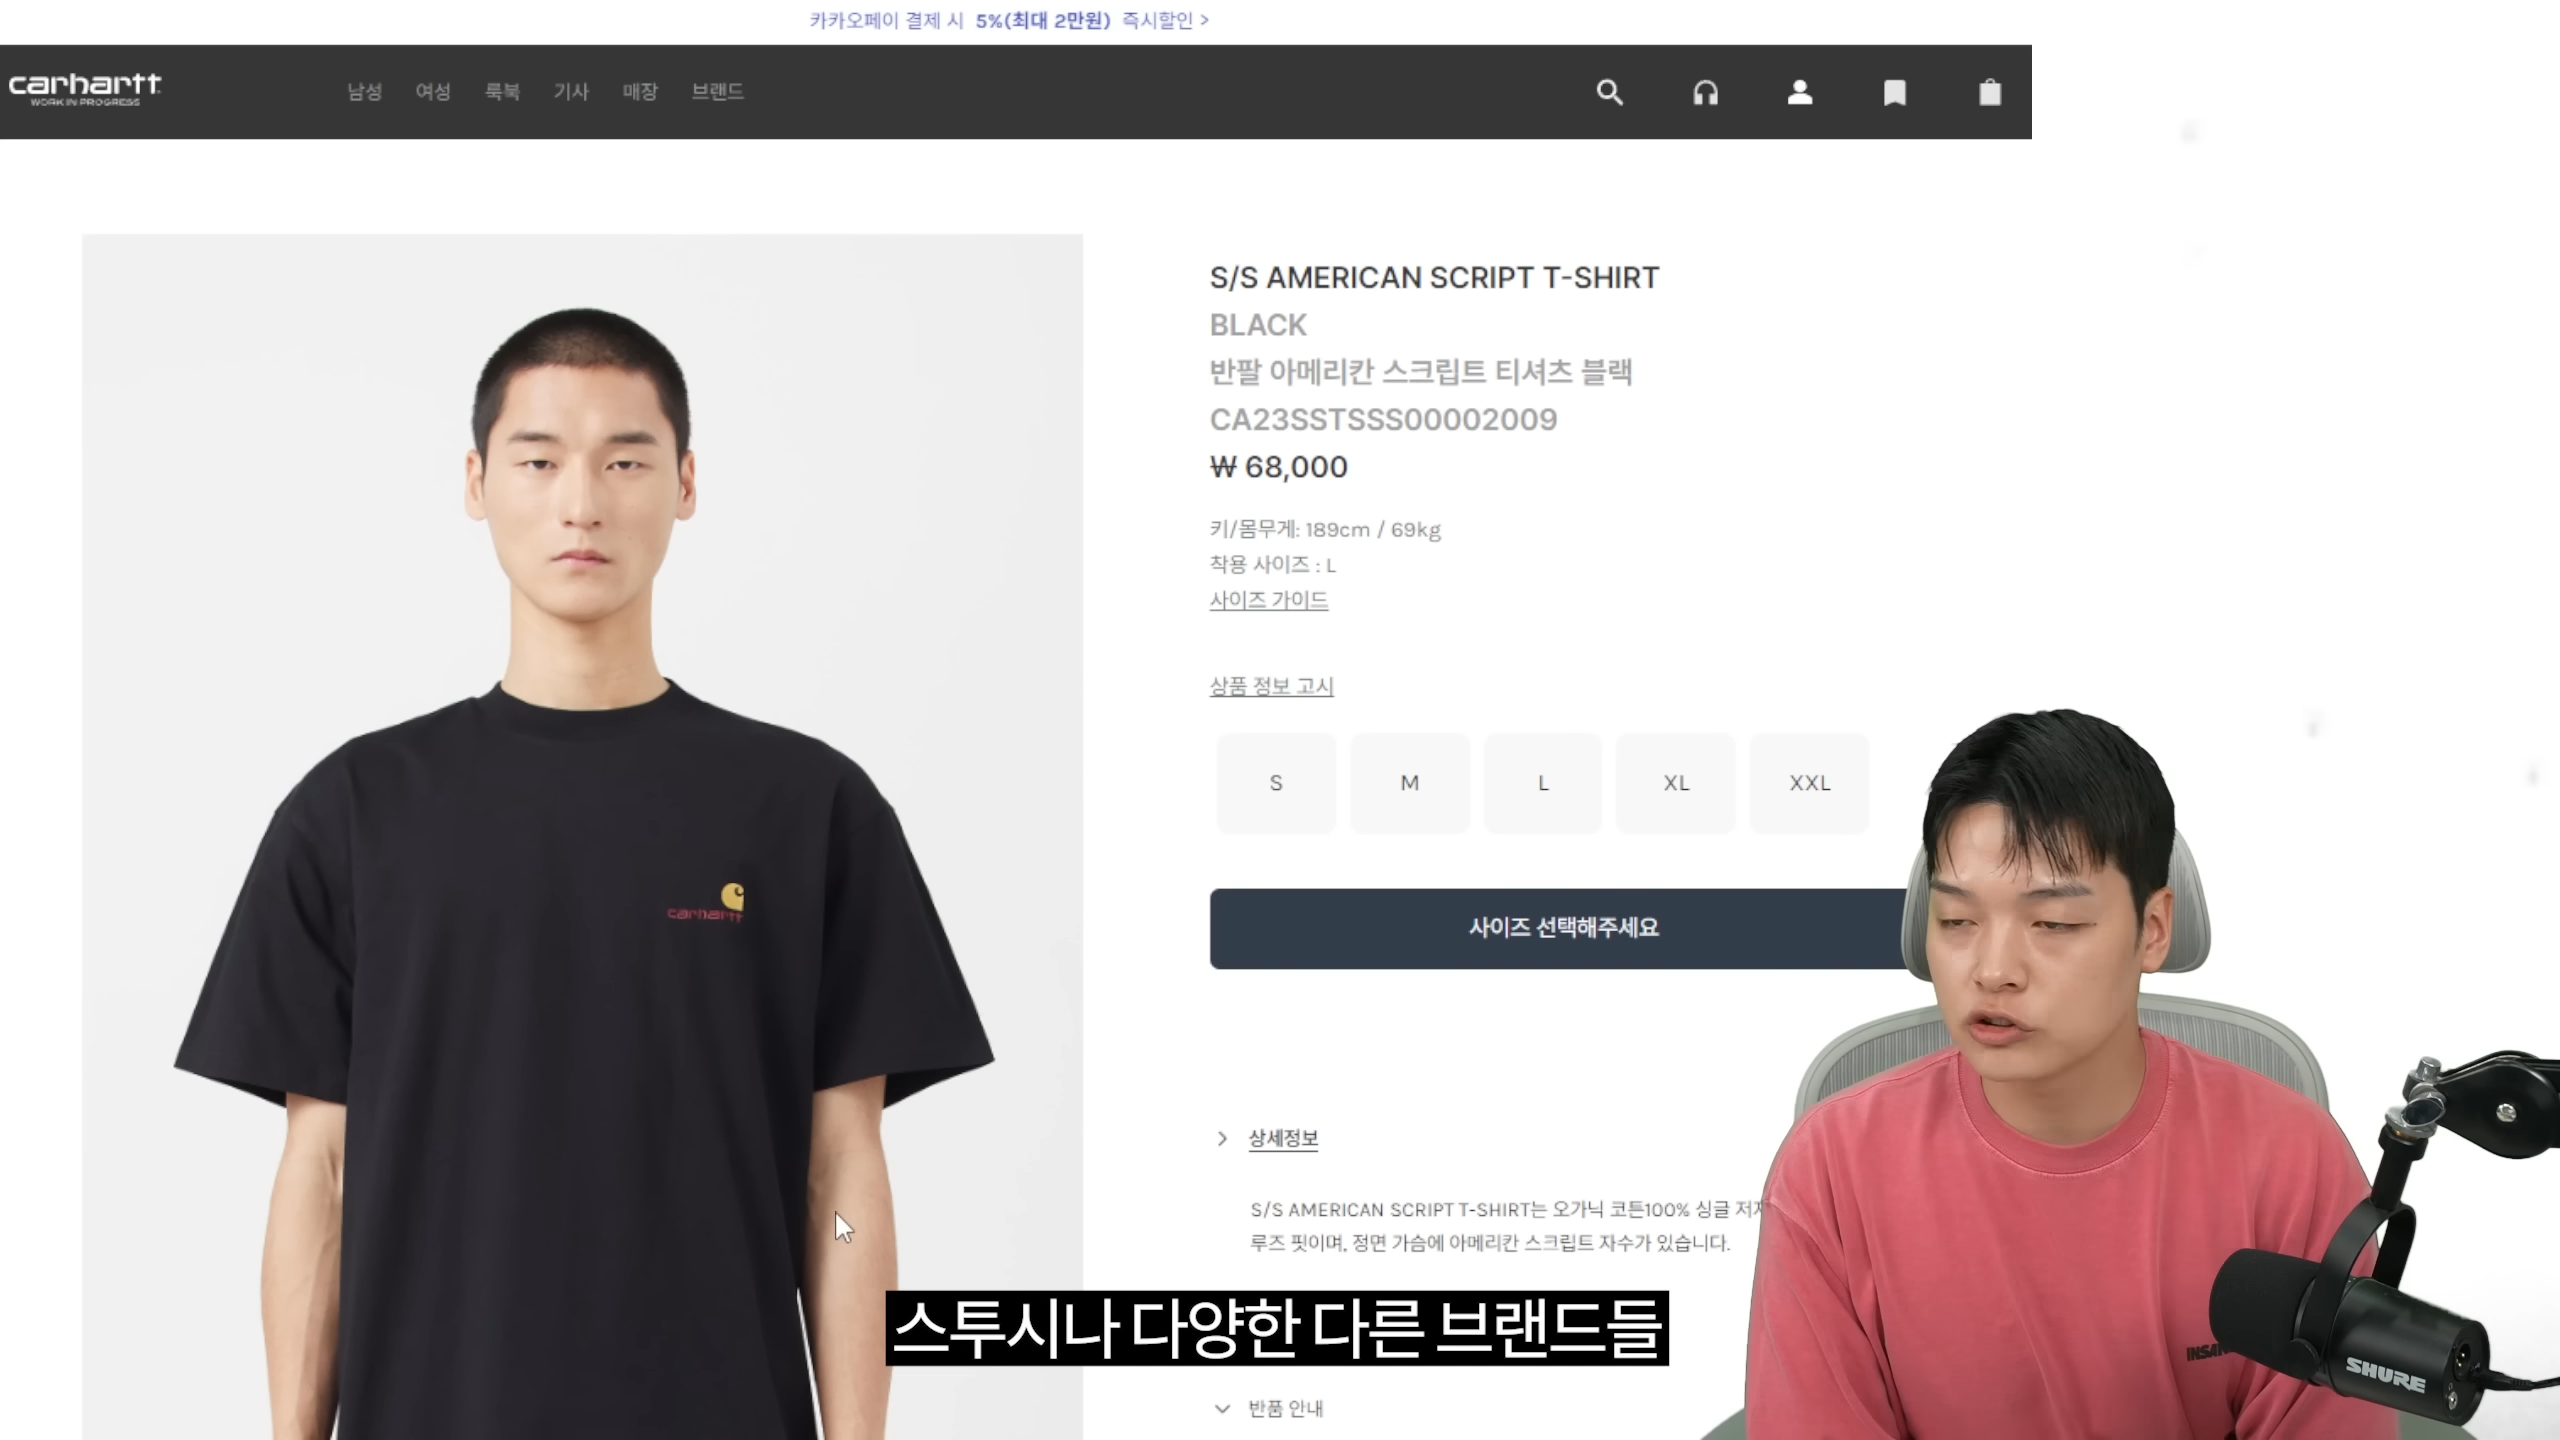 카카오페이 결제 시 5%(최대 2만원) 즉시할인 >
carhartt
WORK IN PROGRESS
남성 여성 룩북 기사 매장 브랜드
S/S AMERICAN SCRIPT T-SHIRT
BLACK
반팔 아메리칸 스크립트 티셔츠 블랙
CA23SSTSSS00002009
₩ 68,000
키/몸무게: 189cm / 69kg
착용 사이즈 : L
사이즈 가이드
상품 정보 고시
S M L XL XXL
사이즈 선택해주세요
carhartt
상세정보
S/S AMERICAN SCRIPT T-SHIRT는 오가닉 코튼100% 싱글
루즈 핏이며, 정면 가슴에 아메리칸 스크립트 자수가 있습니다.
스투시나 다양한 다른 브랜드들
SHURE
반품 안내